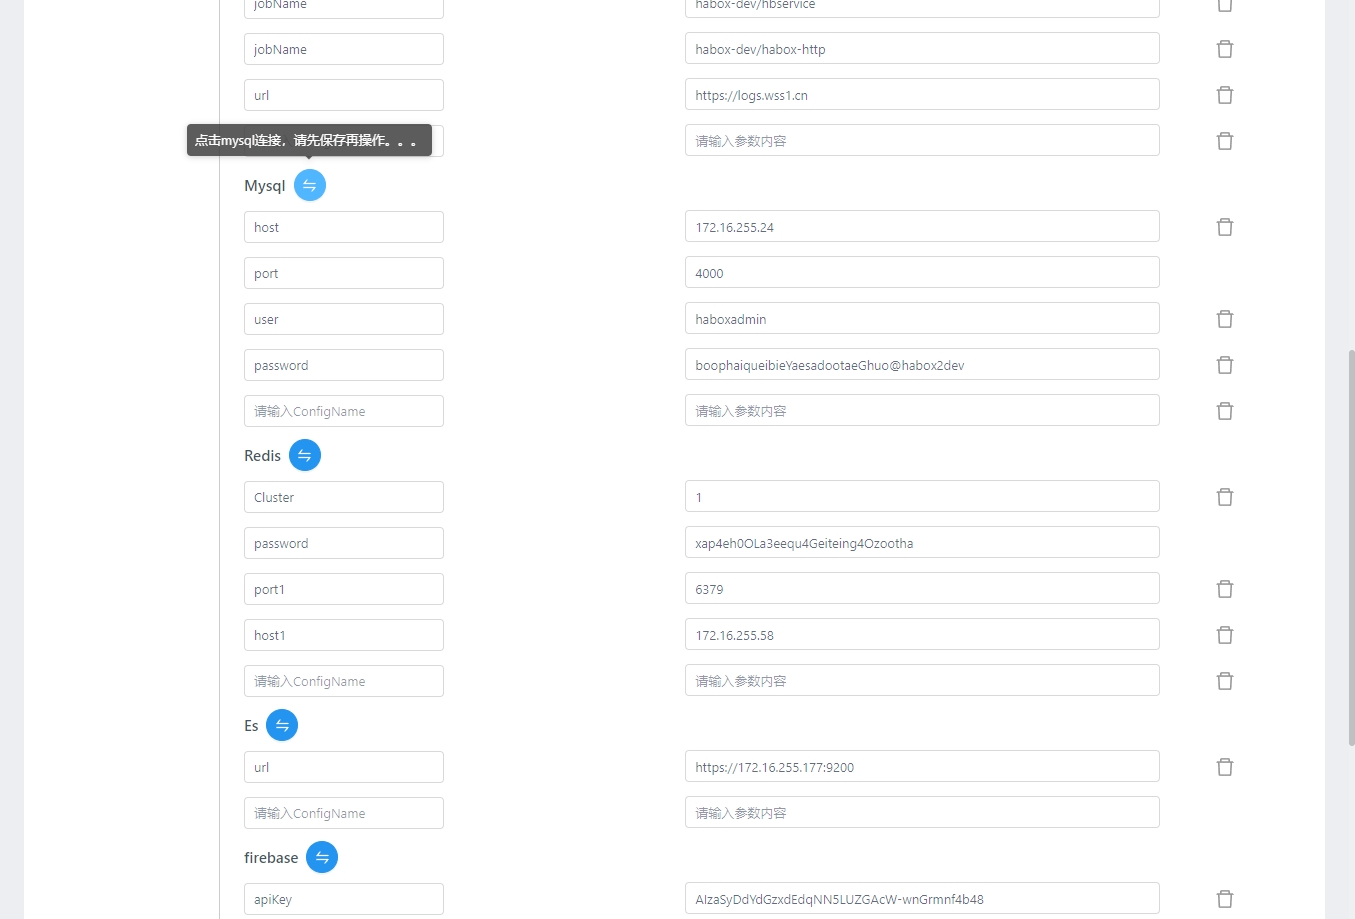 jobName
habox-dev/hbservice
jobName
habox-dev/habox-http
url
https://logs.wss1.cn
点击mysql连接，请先保存再操作。。。
请输入参数内容
Mysql
host
172.16.255.24
port
4000
user
haboxadmin
password
boophaiqueibieYaesadootaeGhuo@habox2dev
请输入ConfigName
请输入参数内容
Redis
Cluster
1
password
xap4eh0OLa3eequ4Geiteing4Ozootha
port1
6379
host1
172.16.255.58
请输入ConfigName
请输入参数内容
Es
url
https://172.16.255.177:9200
请输入ConfigName
请输入参数内容
firebase
apiKey
AIzaSyDdYdGzxdEdqNN5LUZGAcW-wnGrmnf4b48